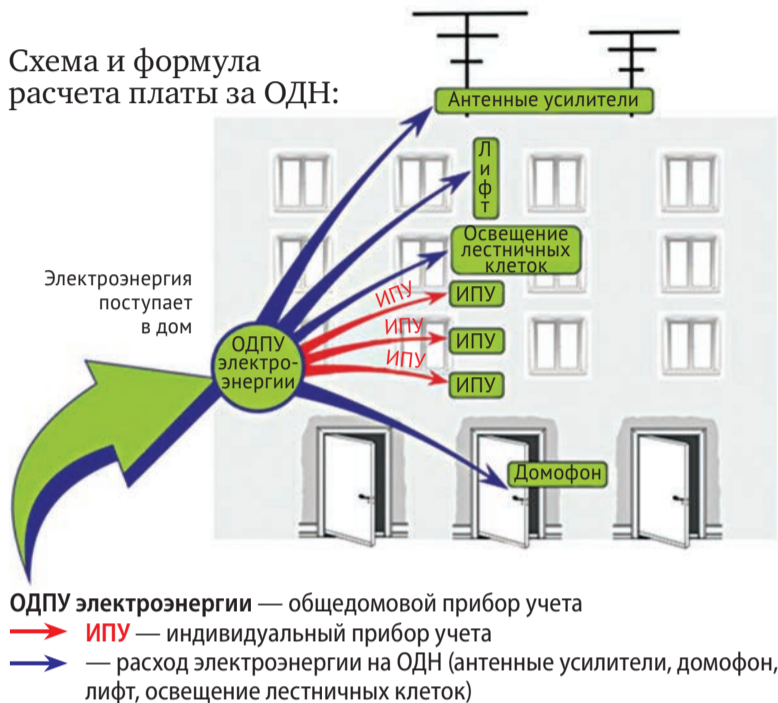 Схема и формула
расчета платы за ОДН:
Антенные усилители
Лифт
Освещение
лестничных
клеток
Электроэнергия
поступает
в дом
ИПУ
ИПУ
ИПУ
ИПУ
ИПУ
ИПУ
ОДПУ
электро-
энергии
Домофон
ОДПУ электроэнергии — общедомовой прибор учета
ИПУ — индивидуальный прибор учета
— расход электроэнергии на ОДН (антенные усилители, домофон,
лифт, освещение лестничных клеток)